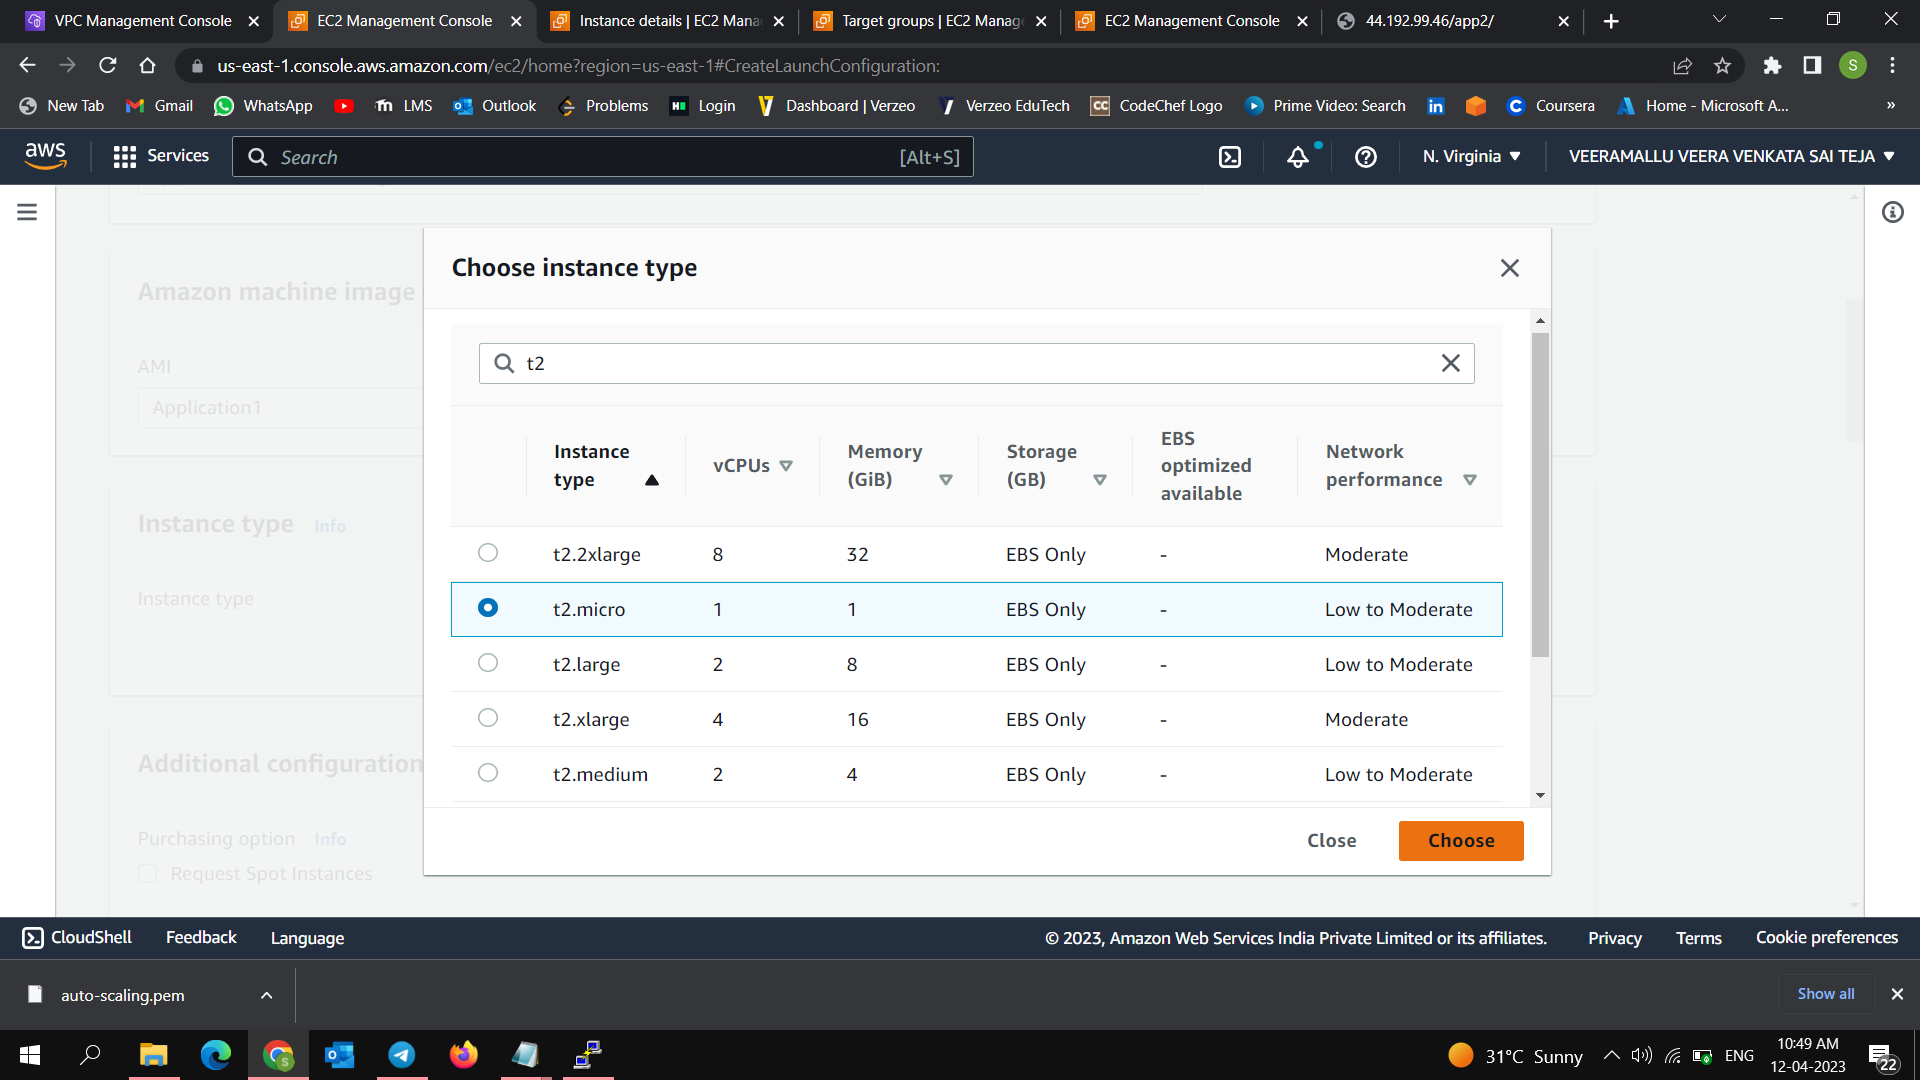 VPC Management Console
EC2 Management Console
Instance details | EC2 Mana
Target groups | EC2 Manage
EC2 Management Console
44.192.99.46/app2/
us-east-1.console.aws.amazon.com/ec2/home?region=us-east-1#CreateLaunchConfiguration:
S
New Tab
Gmail
WhatsApp
LMS
Outlook
Problems
Login
Dashboard | Verzeo
Verzeo EduTech
CodeChef Logo
Prime Video: Search
Coursera
Home - Microsoft A...
aws
Services
Search
[Alt+S]
N. Virginia
VEERAMALLU VEERA VENKATA SAI TEJA
Amazon machine image
AMI
Application1
Instance type Info
Instance type
Additional configuration
Purchasing option Info
Request Spot Instances
Choose instance type
t2
Instance type
vCPUs
Memory (GiB)
Storage (GB)
EBS optimized available
Network performance
t2.2xlarge 8 32 EBS Only - Moderate
t2.micro 1 1 EBS Only - Low to Moderate
t2.large 2 8 EBS Only - Low to Moderate
t2.xlarge 4 16 EBS Only - Moderate
t2.medium 2 4 EBS Only - Low to Moderate
Close
Choose
CloudShell
Feedback
Language
© 2023, Amazon Web Services India Private Limited or its affiliates.
Privacy
Terms
Cookie preferences
auto-scaling.pem
Show all
31°C Sunny
ENG
10:49 AM
12-04-2023
22